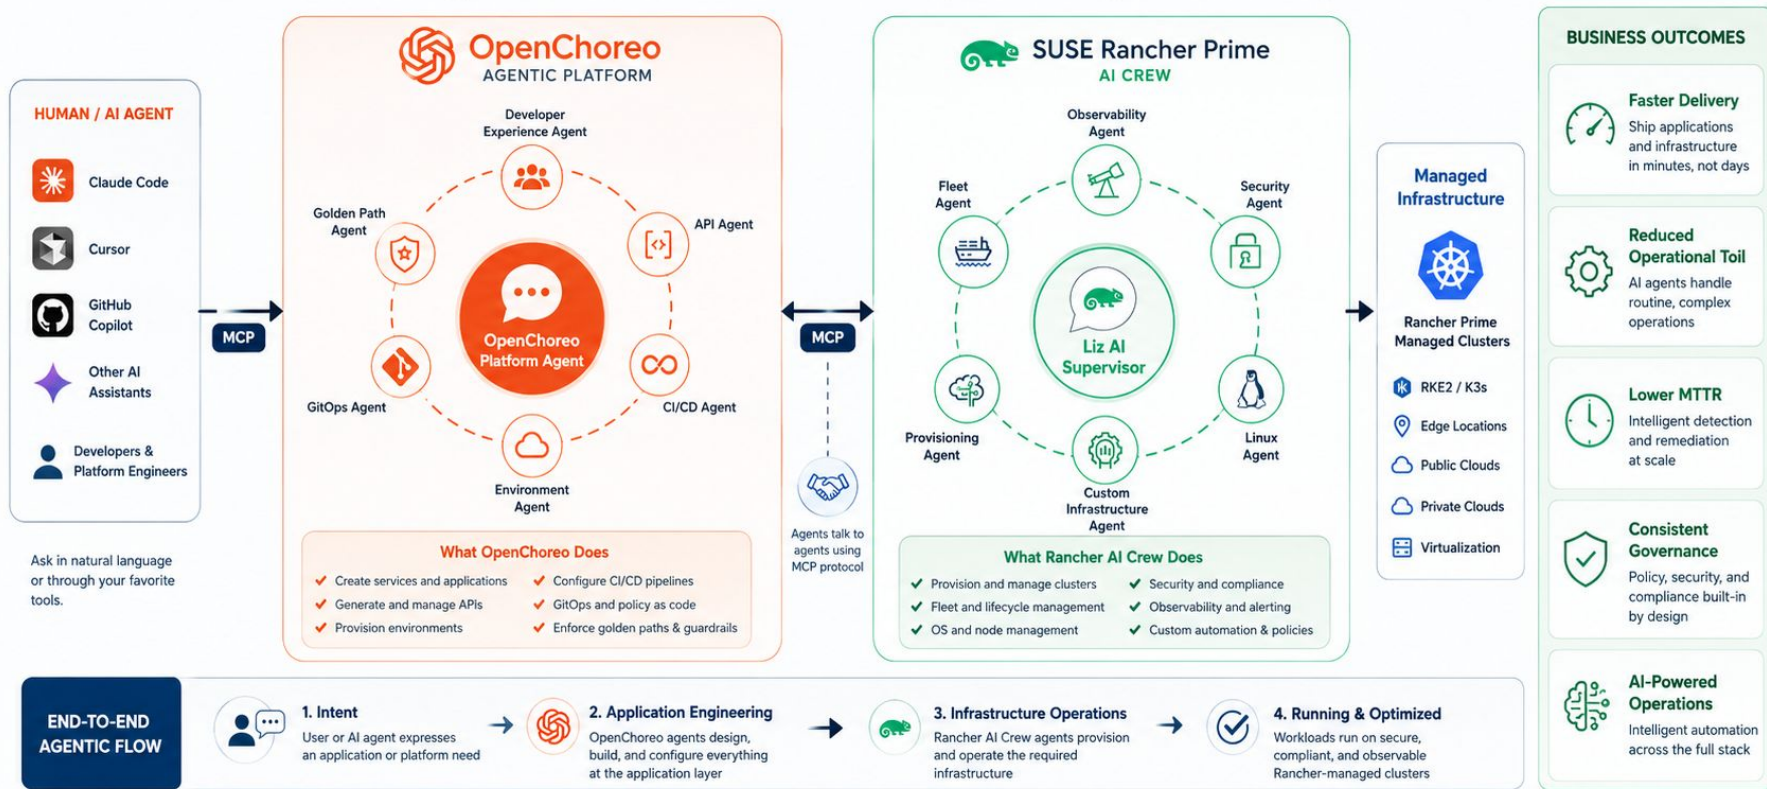 HUMAN / AI AGENT
Claude Code
Cursor
GitHub
Copilot
Other AI
Assistants
Developers &
Platform Engineers
Ask in natural language
or through your favorite
tools.
MCP
OpenChoreo
AGENTIC PLATFORM
Developer
Experience Agent
Golden Path
Agent
API Agent
OpenChoreo
Platform Agent
GitOps Agent
CI/CD Agent
Environment
Agent
What OpenChoreo Does
Create services and applications
Configure CI/CD pipelines
Generate and manage APIs
GitOps and policy as code
Provision environments
Enforce golden paths & guardrails
MCP
Agents talk to
agents using
MCP protocol
SUSE Rancher Prime
AI CREW
Observability
Agent
Fleet
Agent
Security
Agent
Liz AI
Supervisor
Provisioning
Agent
Linux
Agent
Custom
Infrastructure
Agent
What Rancher AI Crew Does
Provision and manage clusters
Security and compliance
Fleet and lifecycle management
Observability and alerting
OS and node management
Custom automation & policies
Managed
Infrastructure
Rancher Prime
Managed Clusters
RKE2 / K3s
Edge Locations
Public Clouds
Private Clouds
Virtualization
BUSINESS OUTCOMES
Faster Delivery
Ship applications
and infrastructure
in minutes, not days
Reduced
Operational Toil
AI agents handle
routine, complex
operations
Lower MTTR
Intelligent detection
and remediation
at scale
Consistent
Governance
Policy, security, and
compliance built-in
by design
AI-Powered
Operations
Intelligent automation
across the full stack
END-TO-END
AGENTIC FLOW
1. Intent
User or AI agent expresses
an application or platform need
2. Application Engineering
OpenChoreo agents design,
build, and configure everything
at the application layer
3. Infrastructure Operations
Rancher AI Crew agents provision
and operate the required
infrastructure
4. Running & Optimized
Workloads run on secure,
compliant, and observable
Rancher-managed clusters